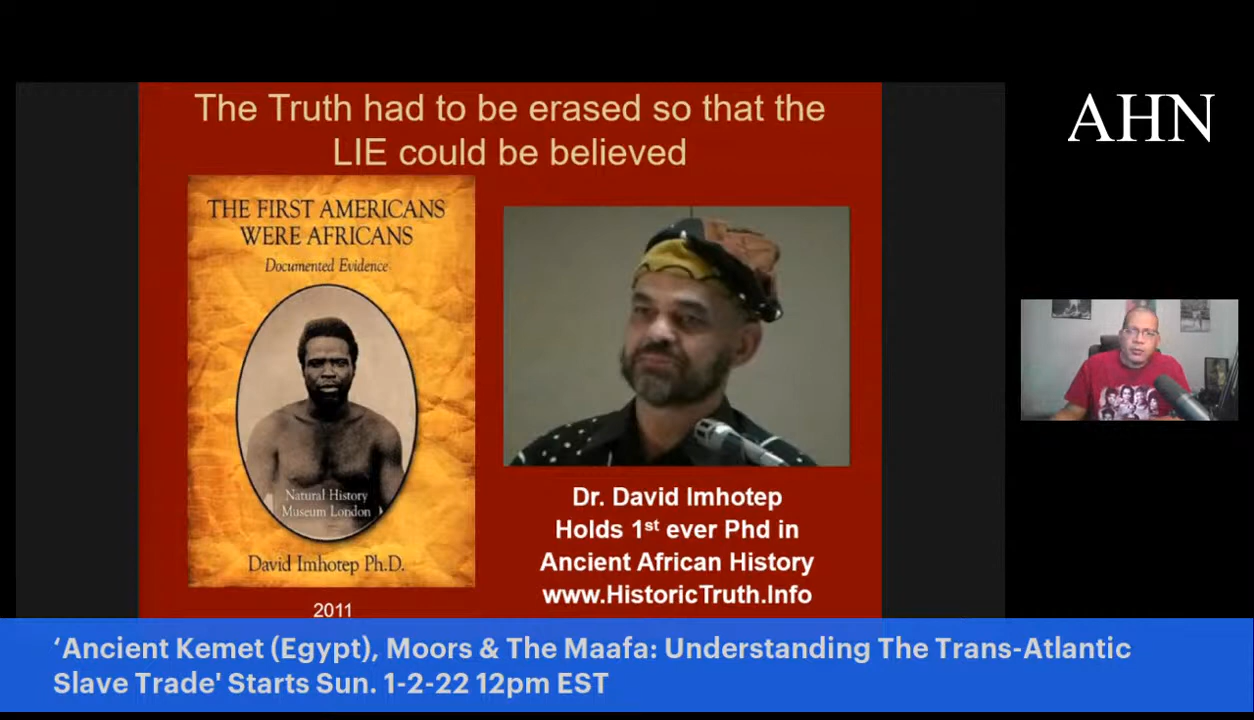 The Truth had to be erased so that the
LIE could be believed
AHN
THE FIRST AMERICANS
WERE AFRICANS
Documented Evidence
Natural History
Museum London
David Imhotep Ph.D.
2011
Dr. David Imhotep
Holds 1st ever Phd in
Ancient African History
www.HistoricTruth.Info
‘Ancient Kemet (Egypt), Moors & The Maafa: Understanding The Trans-Atlantic
Slave Trade' Starts Sun. 1-2-22 12pm EST